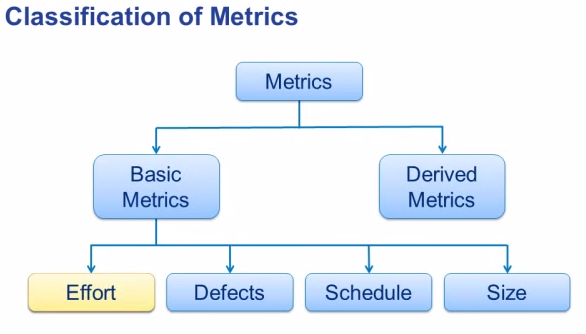 Classification of Metrics
Metrics
Basic
Metrics
Derived
Metrics
Effort
Defects
Schedule
Size